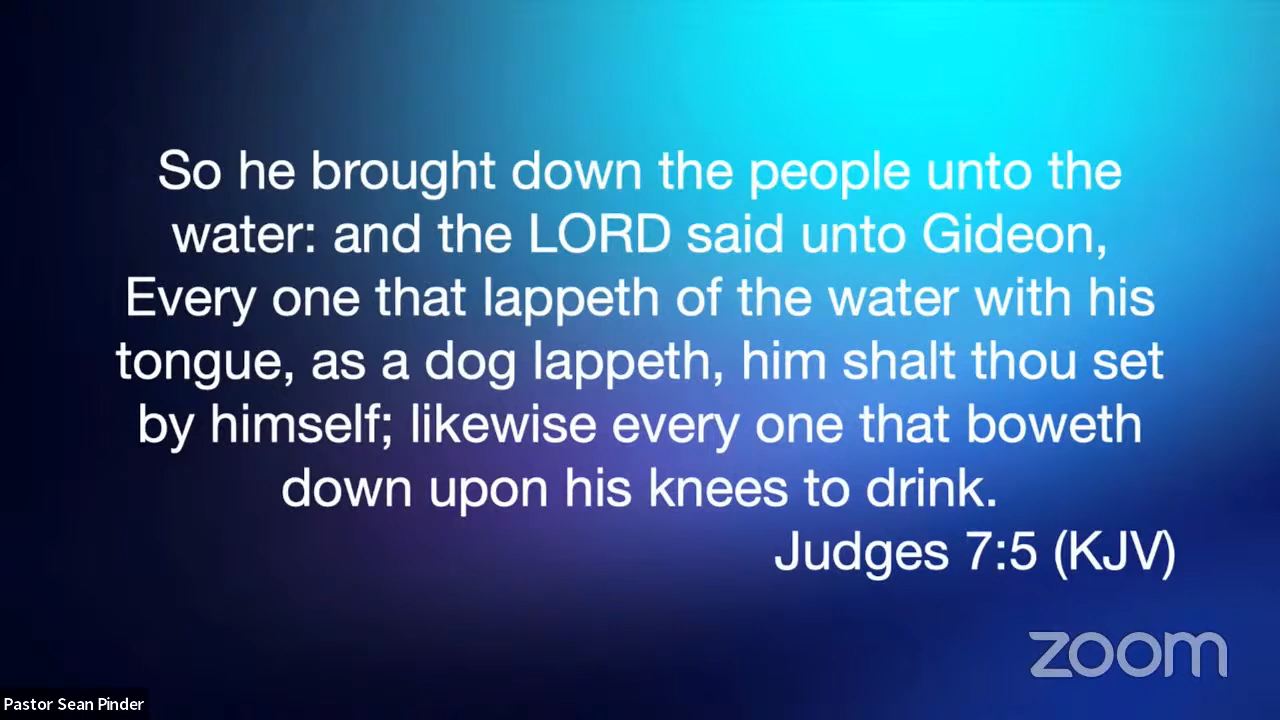 So he brought down the people unto the
water: and the LORD said unto Gideon,
Every one that lappeth of the water with his
tongue, as a dog lappeth, him shalt thou set
by himself; likewise every one that boweth
down upon his knees to drink.
Judges 7:5 (KJV)
zoom
Pastor Sean Pinder